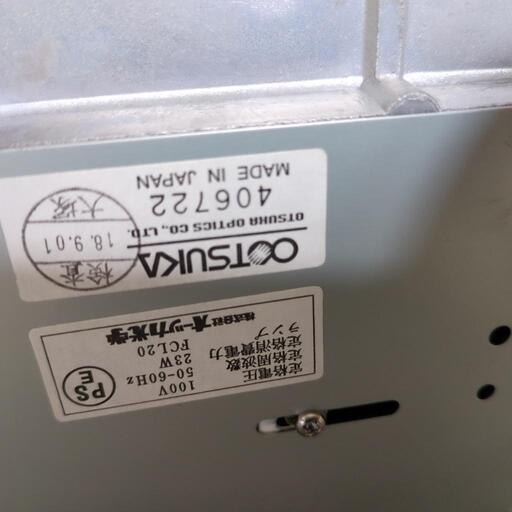 定格電圧 100V
定格周波数 50-60Hz
定格消費電力 23W
ランプ FCL20
PS
E
株式会社 オーツカ光学
OOTSUKA
OTSUKA OPTICS CO., LTD.
406722
MADE IN JAPAN
検査
18.9.01
大塚